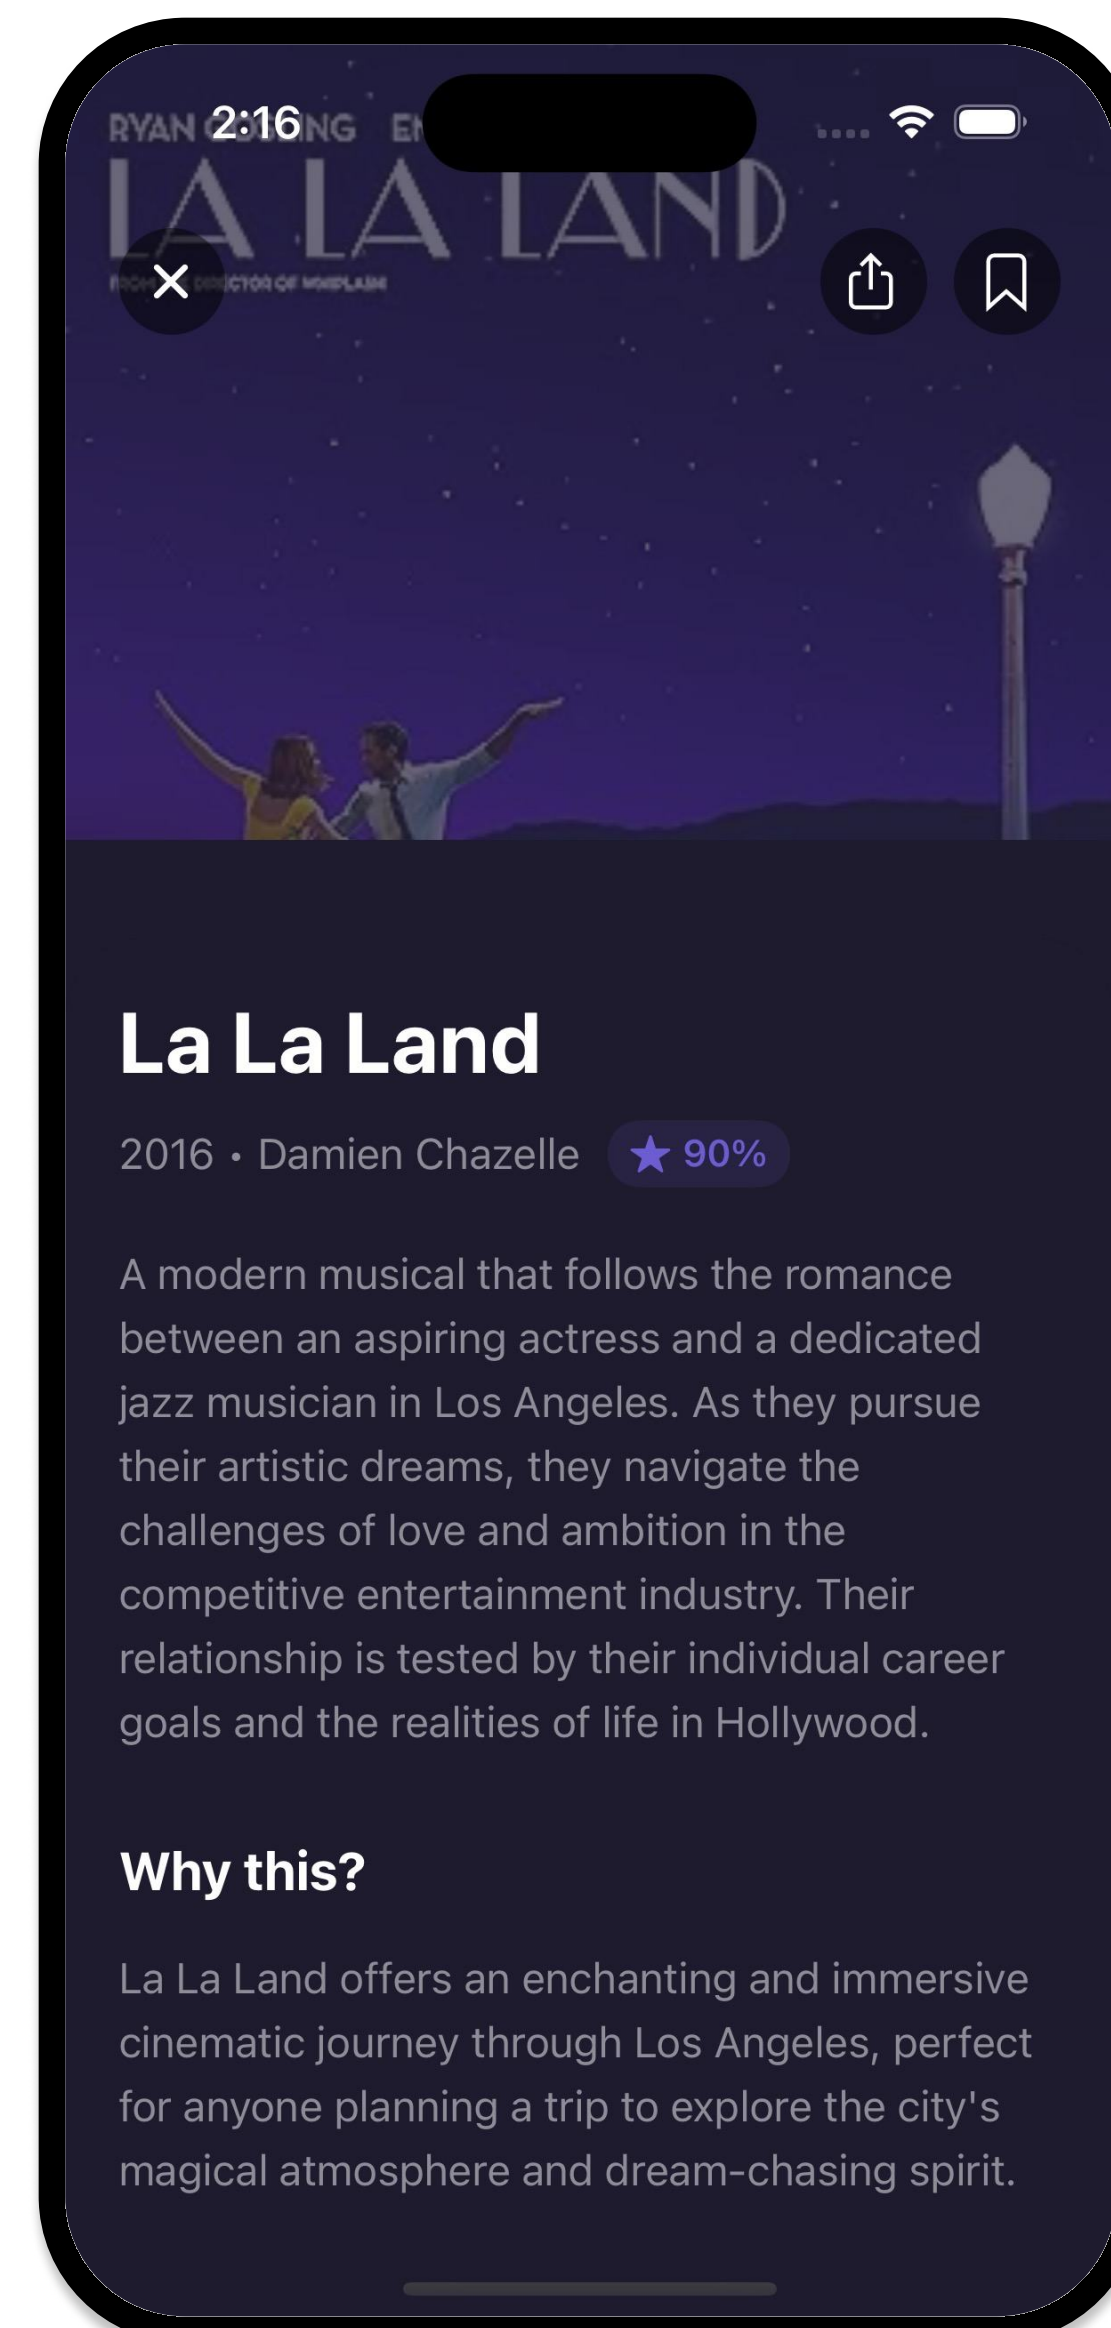 2:16
RYAN
LA LA LAND
DIRECTOR OF WHIPLASH
La La Land
2016 • Damien Chazelle ★ 90%
A modern musical that follows the romance
between an aspiring actress and a dedicated
jazz musician in Los Angeles. As they pursue
their artistic dreams, they navigate the
challenges of love and ambition in the
competitive entertainment industry. Their
relationship is tested by their individual career
goals and the realities of life in Hollywood.
Why this?
La La Land offers an enchanting and immersive
cinematic journey through Los Angeles, perfect
for anyone planning a trip to explore the city's
magical atmosphere and dream-chasing spirit.